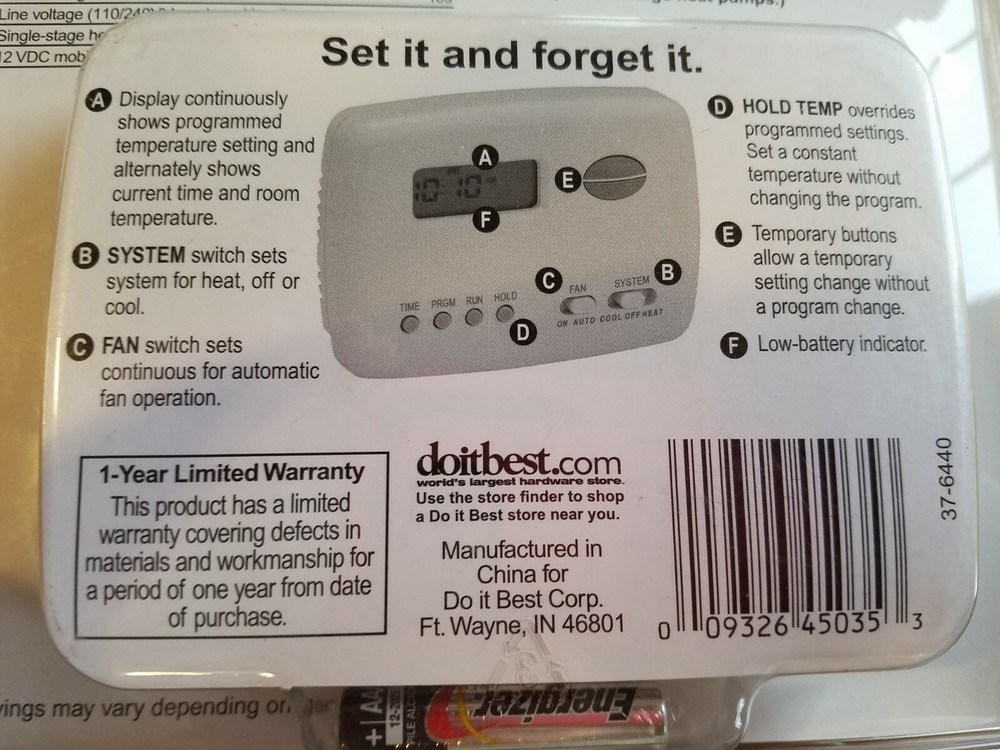 Line voltage (110/240V)
Single-stage
12 VDC
Set it and forget it.
A Display continuously
shows programmed
temperature setting and
alternately shows
current time and room
temperature.
B SYSTEM switch sets
system for heat, off or
cool.
C FAN switch sets
continuous for automatic
fan operation.
A
10:10
F
E
C
B
FAN
SYSTEM
TIME PRGM RUN HOLD
ON AUTO COOL OFF HEAT
D
D HOLD TEMP overrides
programmed settings.
Set a constant
temperature without
changing the program.
E Temporary buttons
allow a temporary
setting change without
a program change.
F Low-battery indicator.
1-Year Limited Warranty
This product has a limited
warranty covering defects in
materials and workmanship for
a period of one year from date
of purchase.
doitbest.com
world's largest hardware store.
Use the store finder to shop
a Do it Best store near you.
Manufactured in
China for
Do it Best Corp.
Ft. Wayne, IN 46801
37-6440
0 09326 45035 3
may vary depending on
Energizer
+ AA